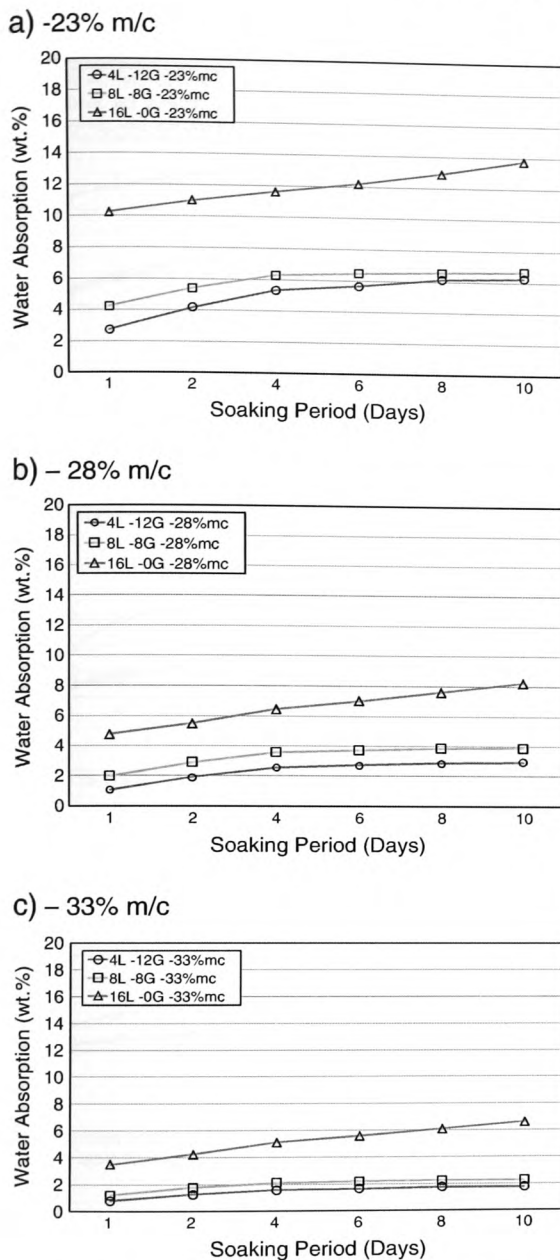 a) -23% m/c
20
18
16
14
12
10
8
6
4
2
0
Water Absorption (wt.%)
4L -12G -23%mc
8L -8G -23%mc
16L -0G -23%mc
1 2 4 6 8 10
Soaking Period (Days)
b) – 28% m/c
20
18
16
14
12
10
8
6
4
2
0
Water Absorption (wt.%)
4L -12G -28%mc
8L -8G -28%mc
16L -0G -28%mc
1 2 4 6 8 10
Soaking Period (Days)
c) – 33% m/c
20
18
16
14
12
10
8
6
4
2
0
Water Absorption (wt.%)
4L -12G -33%mc
8L -8G -33%mc
16L -0G -33%mc
1 2 4 6 8 10
Soaking Period (Days)